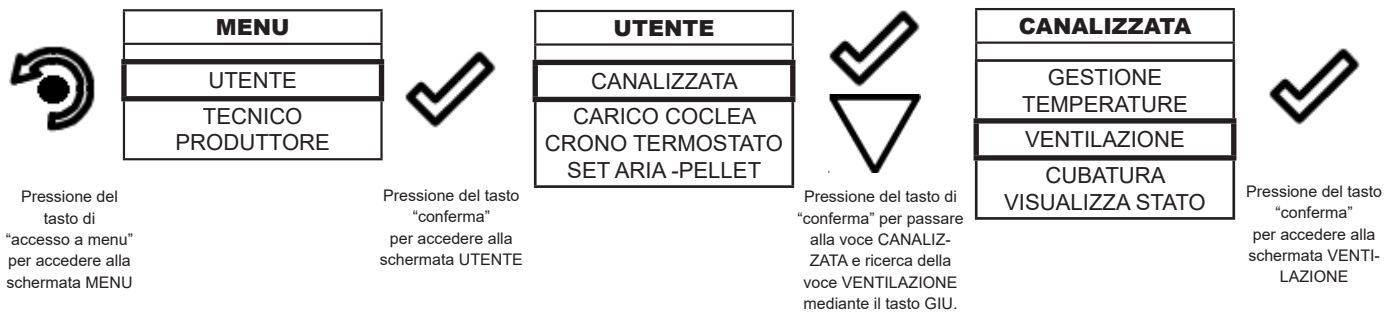 MENU
UTENTE
TECNICO
PRODUTTORE
Pressione del
tasto di
“accesso a menu”
per accedere alla
schermata MENU
Pressione del tasto
“conferma”
per accedere alla
schermata UTENTE
UTENTE
CANALIZZATA
CARICO COCLEA
CRONO TERMOSTATO
SET ARIA -PELLET
Pressione del tasto di
“conferma” per passare
alla voce CANALIZ-
ZATA e ricerca della
voce VENTILAZIONE
mediante il tasto GIU.
CANALIZZATA
GESTIONE
TEMPERATURE
VENTILAZIONE
CUBATURA
VISUALIZZA STATO
Pressione del tasto
“conferma”
per accedere alla
schermata VENTI-
LAZIONE